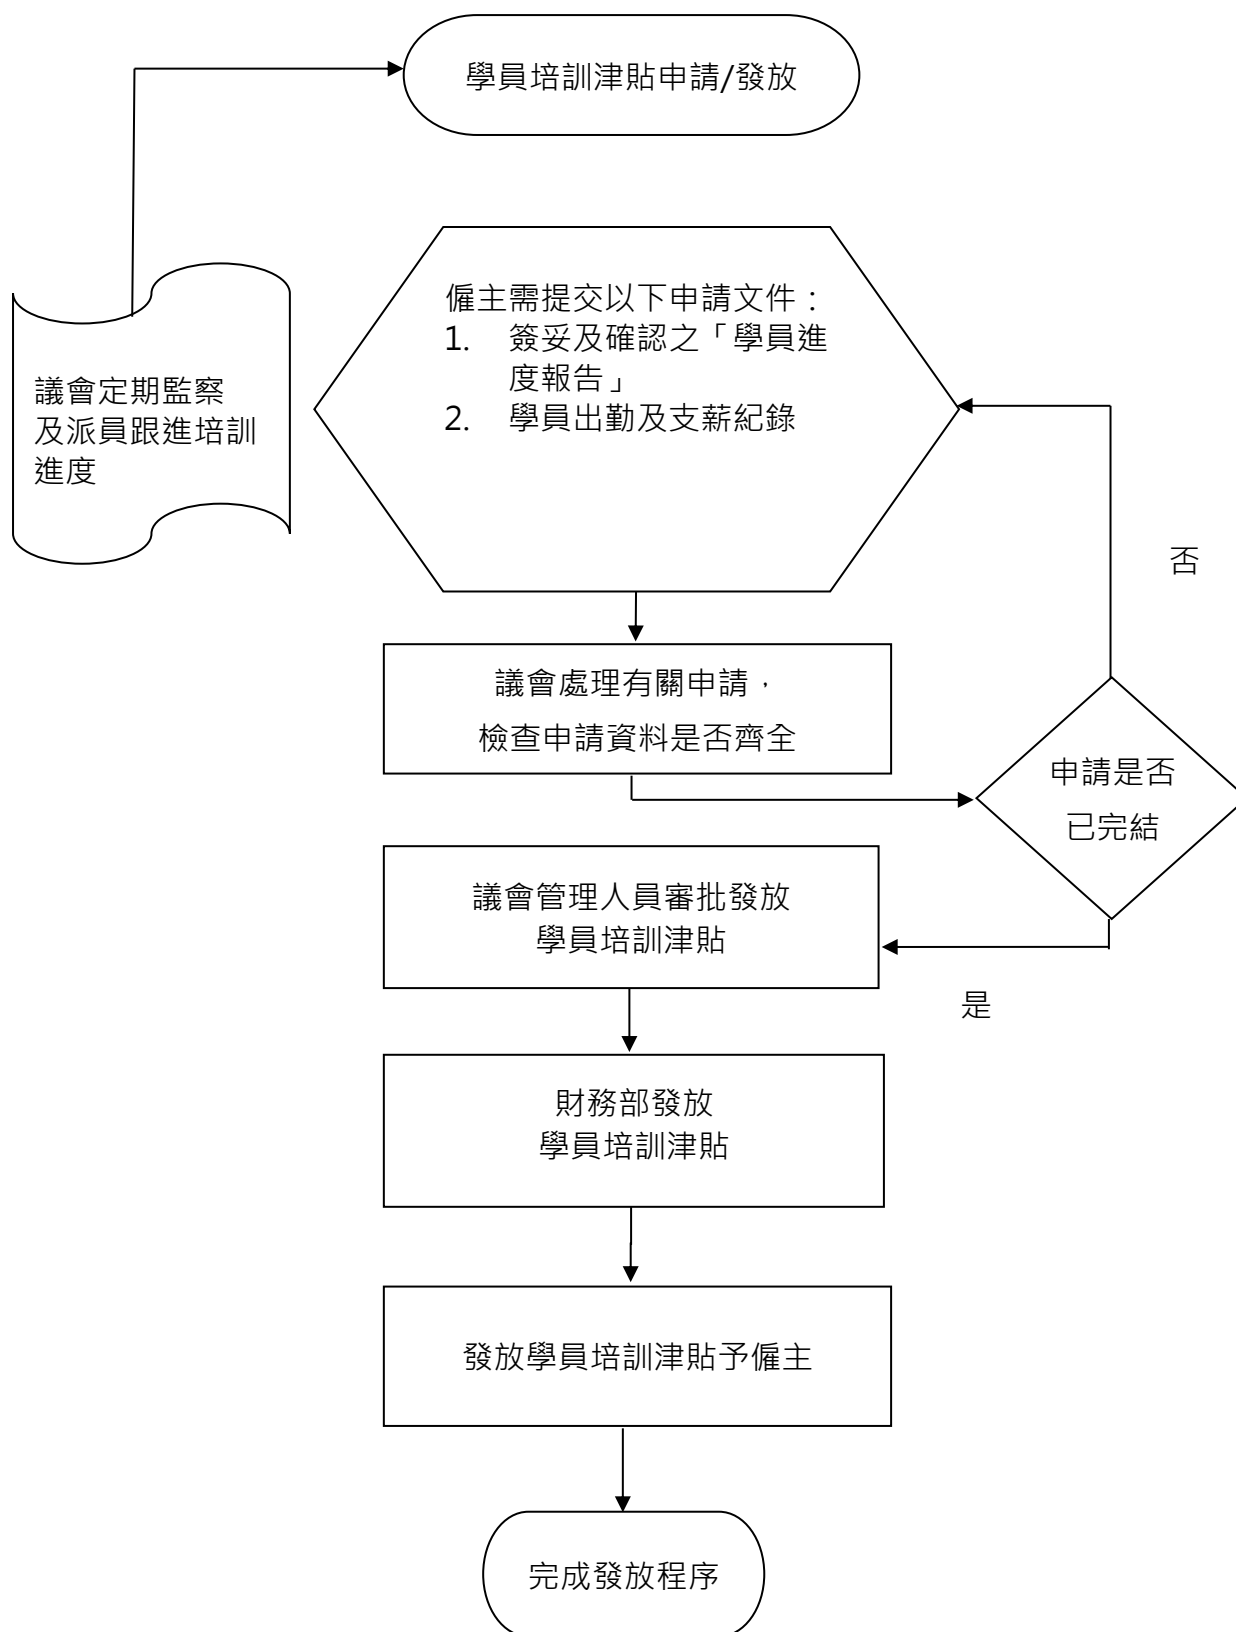 學員培訓津貼申請/發放
僱主需提交以下申請文件：
1. 簽妥及確認之「學員進
度報告」
2. 學員出勤及支薪紀錄
議會定期監察
及派員跟進培訓
進度
否
議會處理有關申請，
檢查申請資料是否齊全
申請是否
已完結
議會管理人員審批發放
學員培訓津貼
是
財務部發放
學員培訓津貼
發放學員培訓津貼予僱主
完成發放程序